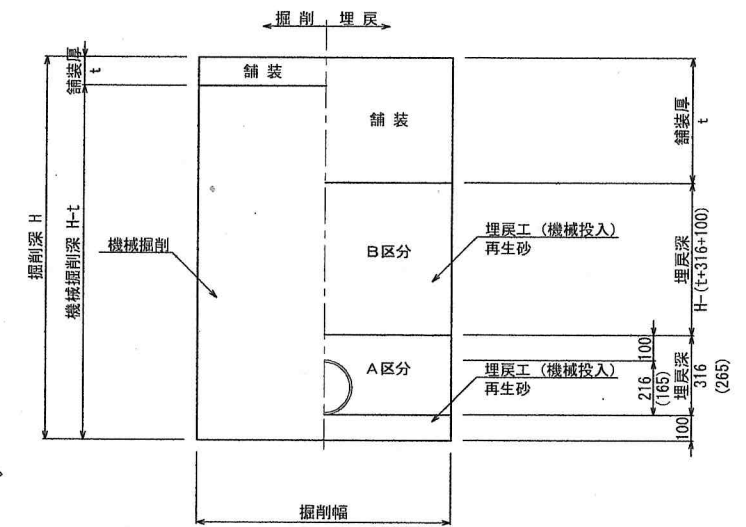 掘 削 埋 戻
舗装厚
t
舗 装
舗 装
舗装厚
t
掘削深 H
機械掘削深 H-t
機械掘削
B区分
埋戻工 (機械投入)
再生砂
埋戻深
H-(t+316+100)
A区分
埋戻工 (機械投入)
再生砂
100
216
(165)
埋戻深
316
(265)
100
掘削幅